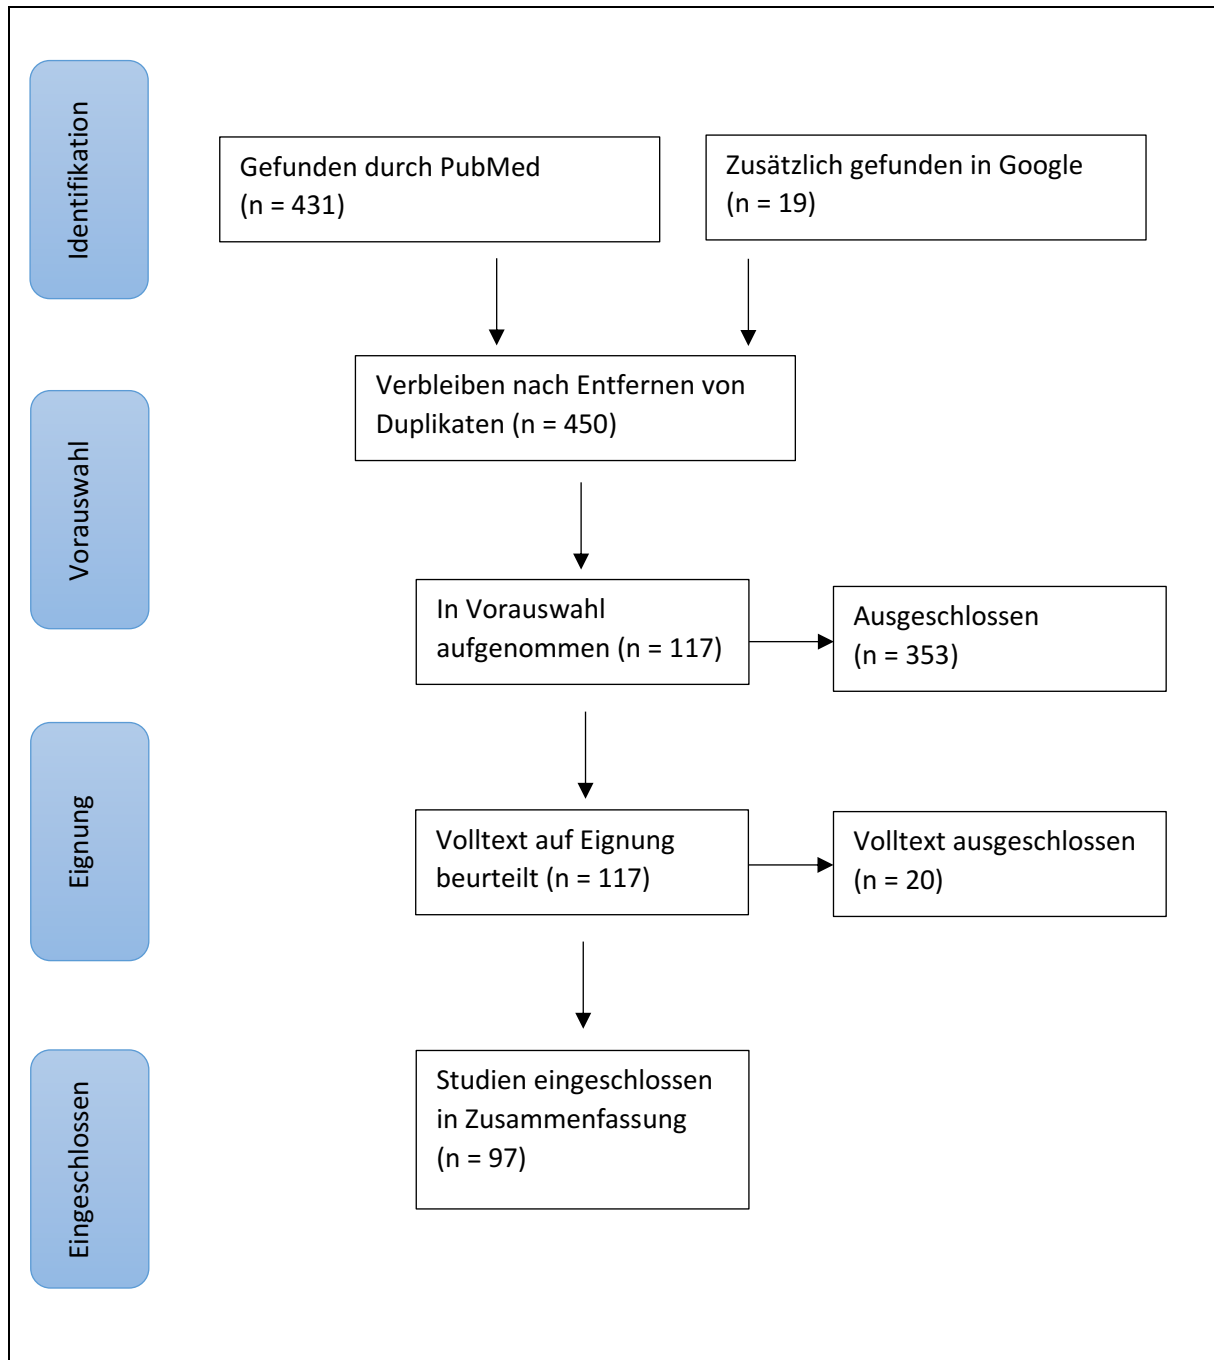 Identifikation
Gefunden durch PubMed
(n = 431)
Zusätzlich gefunden in Google
(n = 19)
Vorauswahl
Verbleiben nach Entfernen von
Duplikaten (n = 450)
In Vorauswahl
aufgenommen (n = 117)
Ausgeschlossen
(n = 353)
Eignung
Volltext auf Eignung
beurteilt (n = 117)
Volltext ausgeschlossen
(n = 20)
Eingeschlossen
Studien eingeschlossen
in Zusammenfassung
(n = 97)